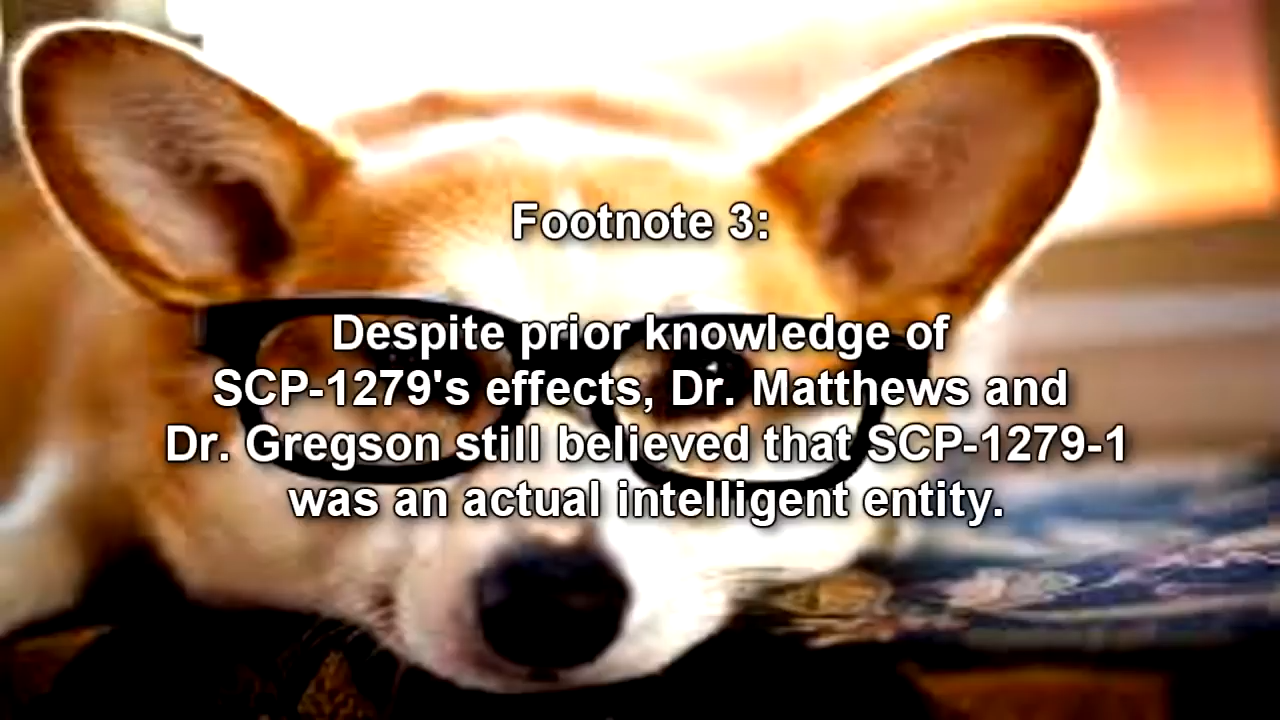 Footnote 3:
Despite prior knowledge of
SCP-1279's effects, Dr. Matthews and
Dr. Gregson still believed that SCP-1279-1
was an actual intelligent entity.